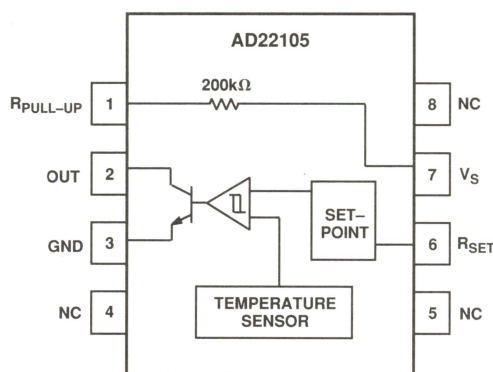 AD22105
200kΩ
RPULL–UP 1
8 NC
OUT 2
7 VS
SET–
POINT
GND 3
6 RSET
NC 4
TEMPERATURE
SENSOR
5 NC